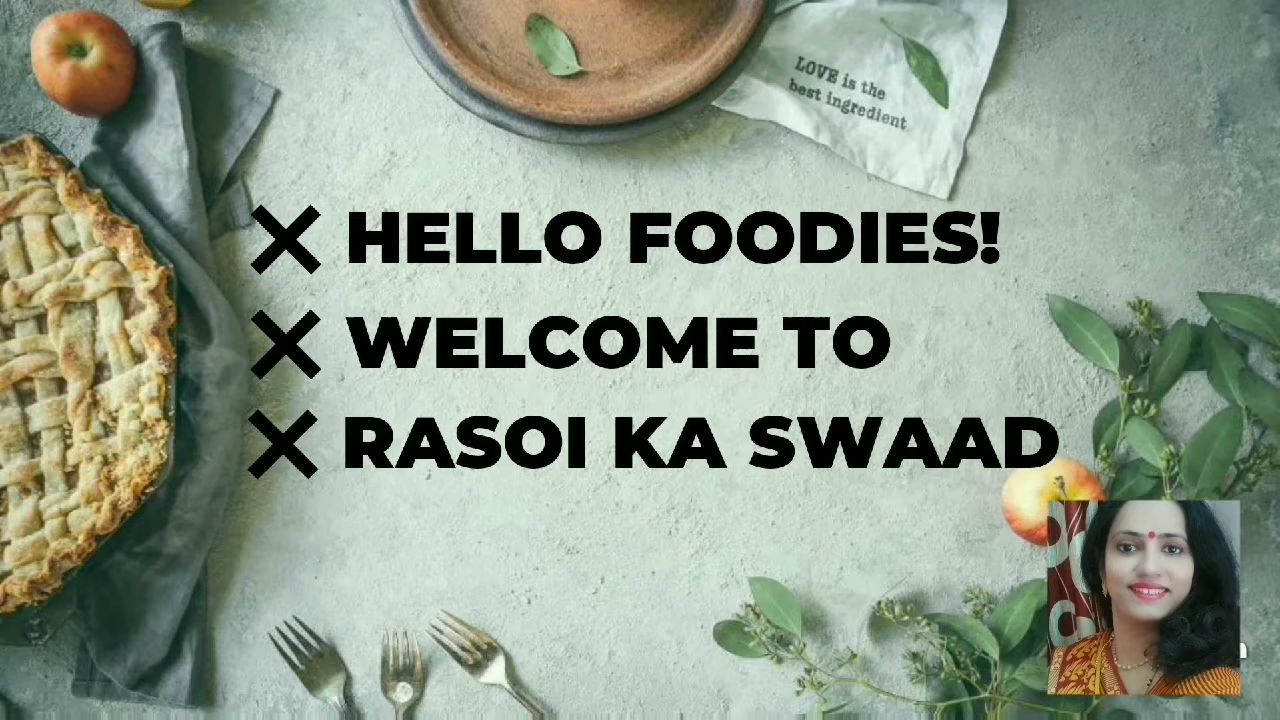 LOVE is the
best ingredient
HELLO FOODIES!
WELCOME TO
RASOI KA SWAAD